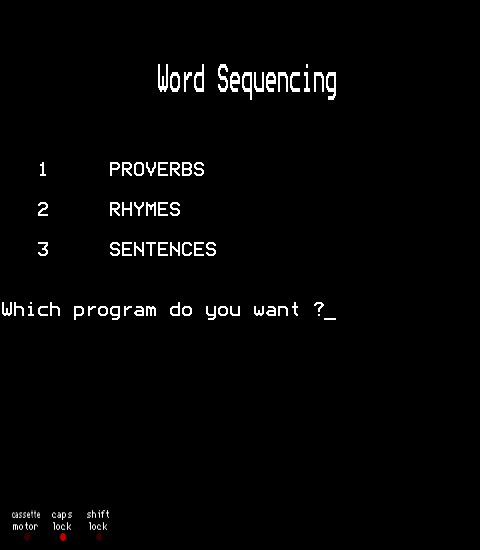 Word Sequencing
1 PROVERBS
2 RHYMES
3 SENTENCES
Which program do you want ?_
cassette motor
caps lock
shift lock